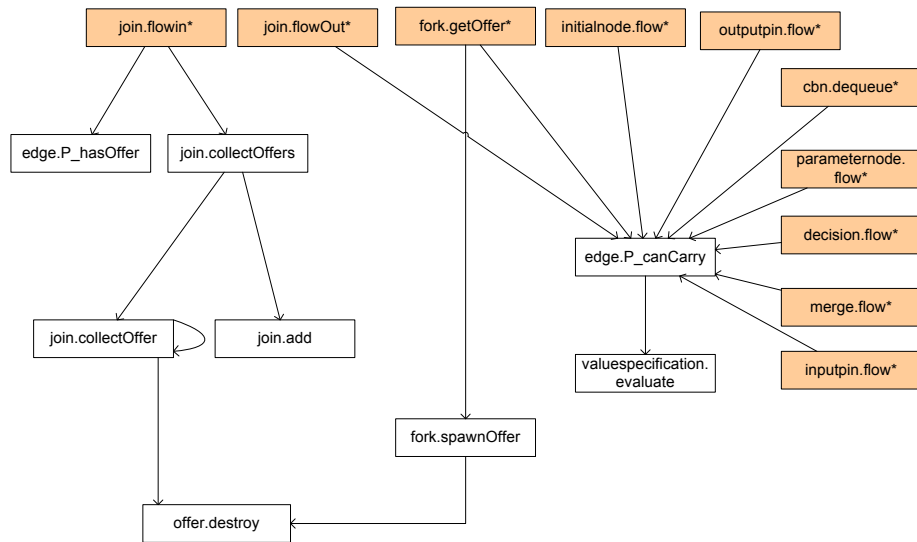 join.flowin*
join.flowOut*
fork.getOffer*
initialnode.flow*
outputpin.flow*
cbn.dequeue*
edge.P_hasOffer
join.collectOffers
parameternode.
flow*
decision.flow*
edge.P_canCarry
merge.flow*
join.collectOffer
join.add
valuespecification.
evaluate
inputpin.flow*
fork.spawnOffer
offer.destroy